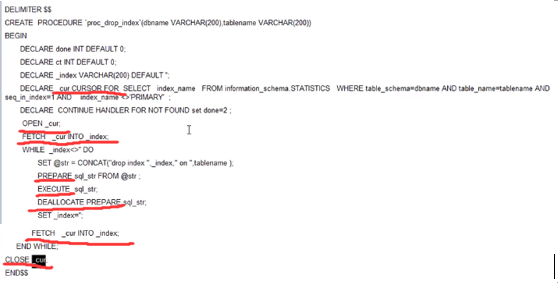 DELIMITER $$
CREATE PROCEDURE `proc_drop_index`(dbname VARCHAR(200),tablename VARCHAR(200))
BEGIN
DECLARE done INT DEFAULT 0;
DECLARE ct INT DEFAULT 0;
DECLARE _index VARCHAR(200) DEFAULT '';
DECLARE _cur CURSOR FOR SELECT index_name FROM information_schema.STATISTICS WHERE table_schema=dbname AND table_name=tablename AND
seq_in_index=1 AND index_name <>'PRIMARY' ;
DECLARE CONTINUE HANDLER FOR NOT FOUND set done=2 ;
OPEN _cur;
FETCH _cur INTO _index;
WHILE _index<>'' DO
SET @str = CONCAT("drop index ",_index," on ",tablename );
PREPARE sql_str FROM @str ;
EXECUTE sql_str;
DEALLOCATE PREPARE sql_str;
SET _index='';
FETCH _cur INTO _index;
END WHILE;
CLOSE _cur
END$$